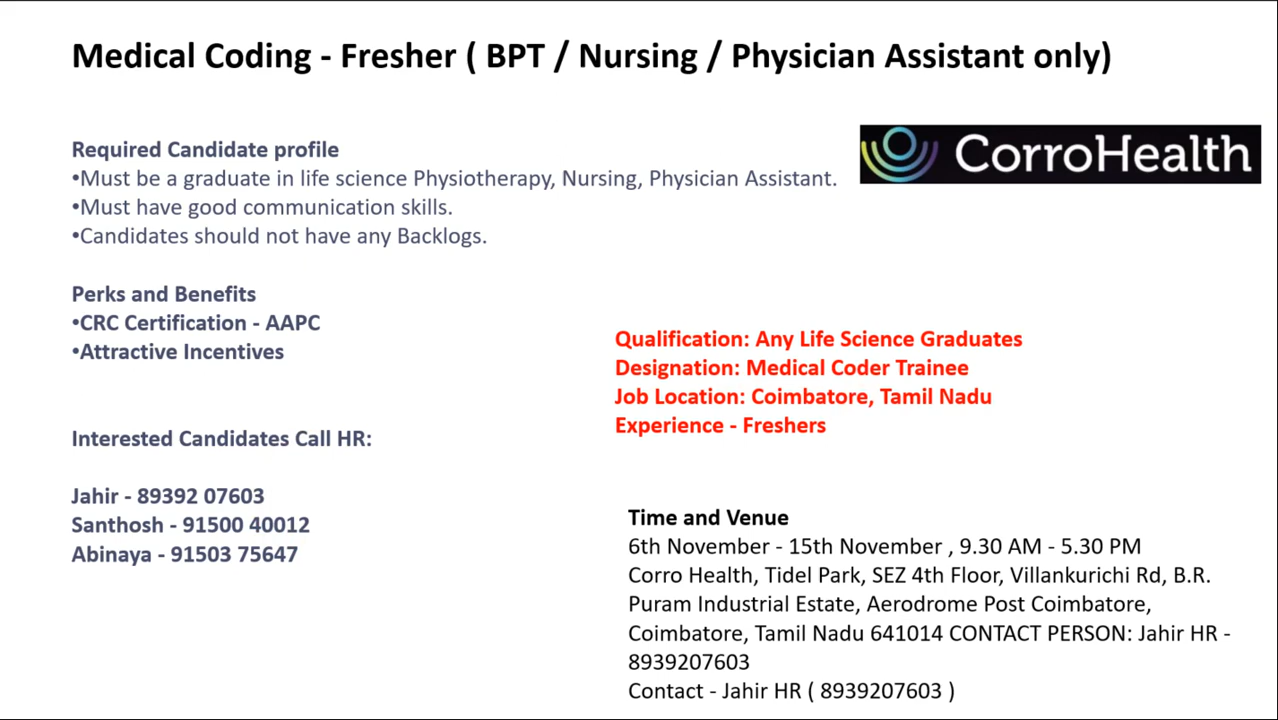 Medical Coding - Fresher ( BPT / Nursing / Physician Assistant only)
CorroHealth
Required Candidate profile
•Must be a graduate in life science Physiotherapy, Nursing, Physician Assistant.
•Must have good communication skills.
•Candidates should not have any Backlogs.
Perks and Benefits
•CRC Certification - AAPC
•Attractive Incentives
Interested Candidates Call HR:
Jahir - 89392 07603
Santhosh - 91500 40012
Abinaya - 91503 75647
Qualification: Any Life Science Graduates
Designation: Medical Coder Trainee
Job Location: Coimbatore, Tamil Nadu
Experience - Freshers
Time and Venue
6th November - 15th November , 9.30 AM - 5.30 PM
Corro Health, Tidel Park, SEZ 4th Floor, Villankurichi Rd, B.R.
Puram Industrial Estate, Aerodrome Post Coimbatore,
Coimbatore, Tamil Nadu 641014 CONTACT PERSON: Jahir HR -
8939207603
Contact - Jahir HR ( 8939207603 )